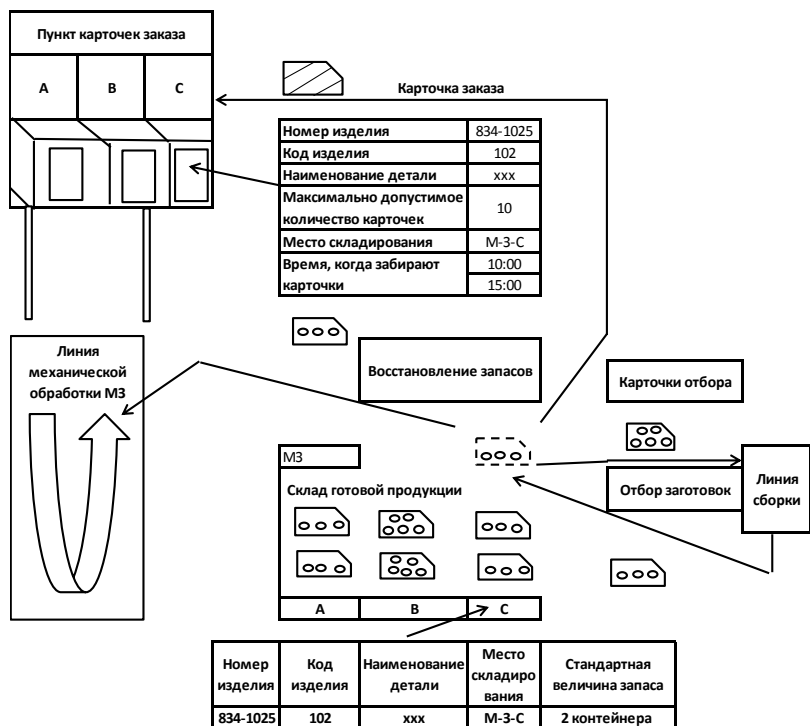 Пункт карточек заказа
A B C
Карточка заказа
Номер изделия 834-1025
Код изделия 102
Наименование детали xxx
Максимально допустимое
количество карточек 10
Место складирования М-3-С
Время, когда забирают 10:00
карточки 15:00
Линия
механической
обработки М3
Восстановление запасов
Карточки отбора
М3
Склад готовой продукции
Отбор заготовок
Линия
сборки
A B C
Номер Код Наименование Место Стандартная
изделия изделия детали складиро величина запаса
вания
834-1025 102 xxx М-3-С 2 контейнера